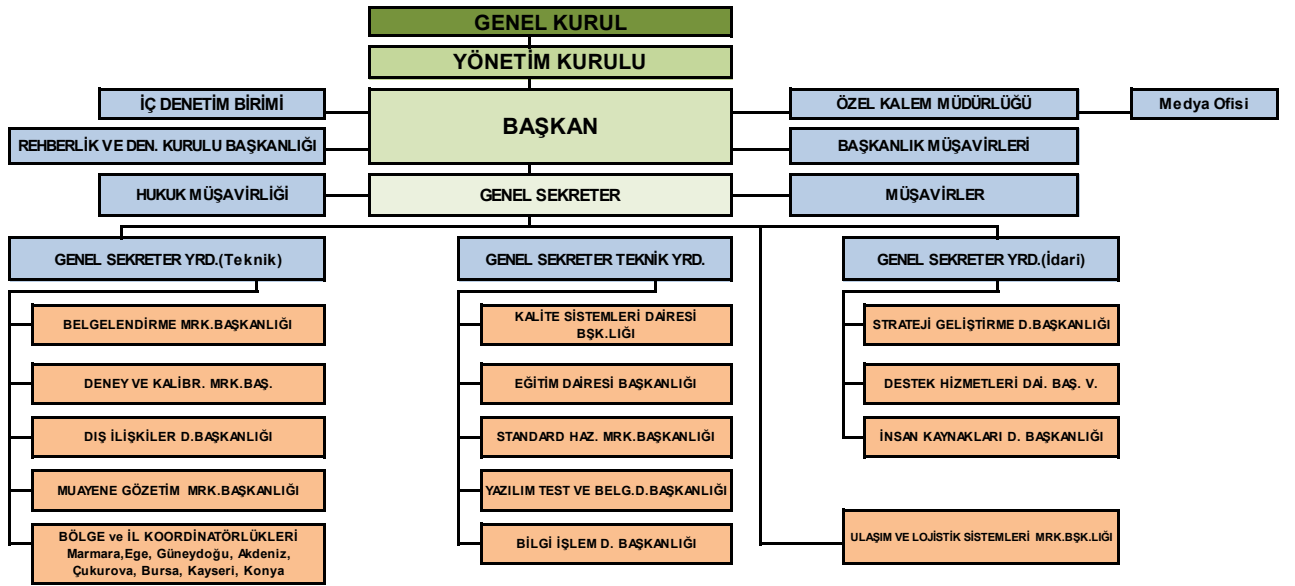 GENEL KURUL
YÖNETİM KURULU
İÇ DENETİM BİRİMİ
BAŞKAN
ÖZEL KALEM MÜDÜRLÜĞÜ
Medya Ofisi
REHBERLİK VE DEN. KURULU BAŞKANLIĞI
BAŞKANLIK MÜŞAVİRLERİ
HUKUK MÜŞAVİRLİĞİ
GENEL SEKRETER
MÜŞAVİRLER
GENEL SEKRETER YRD.(Teknik)
BELGELENDİRME MRK.BAŞKANLIĞI
DENEY VE KALİBR. MRK.BAŞ.
DIŞ İLİŞKİLER D.BAŞKANLIĞI
MUAYENE GÖZETİM MRK.BAŞKANLIĞI
BÖLGE ve İL KOORDİNATÖRLÜKLERİ
Marmara,Ege, Güneydoğu, Akdeniz,
Çukurova, Bursa, Kayseri, Konya
GENEL SEKRETER TEKNİK YRD.
KALİTE SİSTEMLERİ DAİRESİ
BŞK.LIĞI
EĞİTİM DAİRESİ BAŞKANLIĞI
STANDARD HAZ. MRK.BAŞKANLIĞI
YAZILIM TEST VE BELG.D.BAŞKANLIĞI
BİLGİ İŞLEM D. BAŞKANLIĞI
GENEL SEKRETER YRD.(İdari)
STRATEJİ GELİŞTİRME D.BAŞKANLIĞI
DESTEK HİZMETLERİ DAİ. BAŞ. V.
İNSAN KAYNAKLARI D. BAŞKANLIĞI
ULAŞIM VE LOJİSTİK SİSTEMLERİ MRK.BŞK.LIĞI